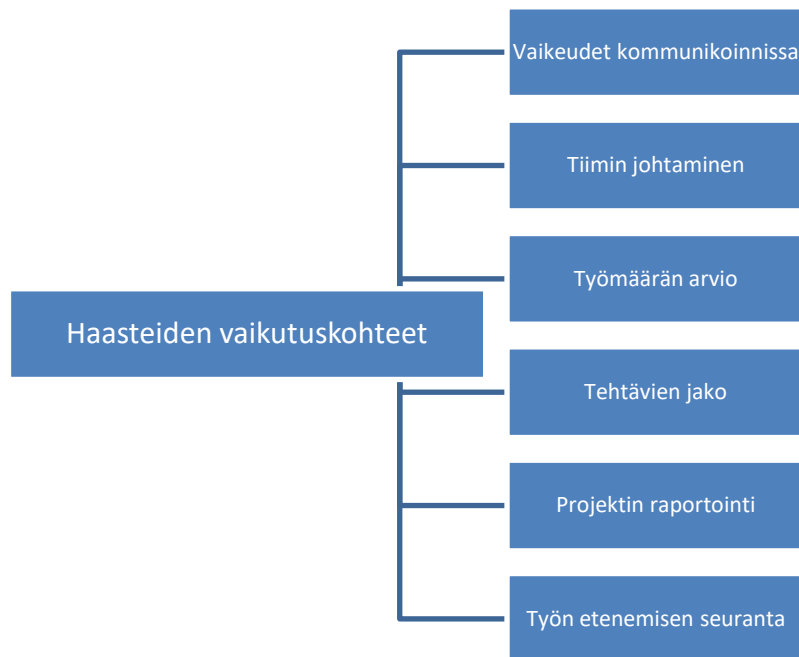 Haasteiden vaikutuskohteet
Vaikeudet kommunikoinnissa
Tiimin johtaminen
Työmäärän arvio
Tehtävien jako
Projektin raportointi
Työn etenemisen seuranta